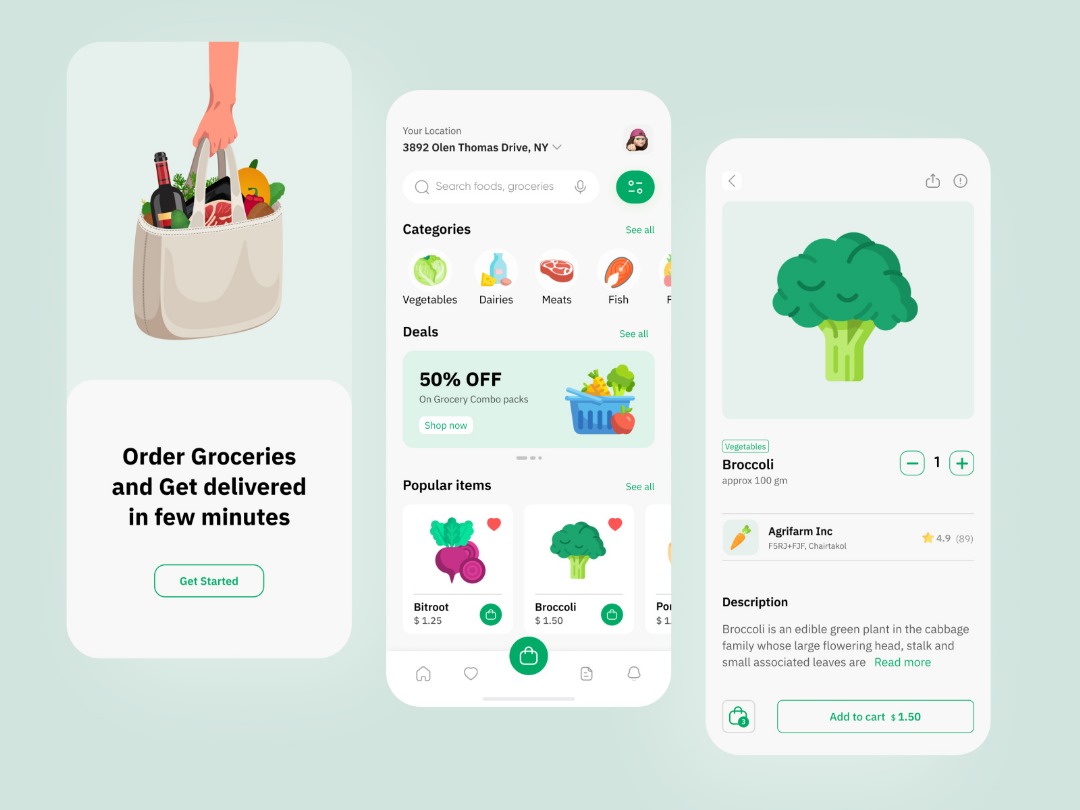 Order Groceries
and Get delivered
in few minutes
Get Started
Your Location
3892 Olen Thomas Drive, NY
Search foods, groceries
Categories
See all
Vegetables Dairies Meats Fish F
Deals
See all
50% OFF
On Grocery Combo packs
Shop now
Popular items
See all
Bitroot
$ 1.25
Broccoli
$ 1.50
$ 1.
Vegetables
Broccoli
approx 100 gm
1
Agrifarm Inc
F5RJ+FJF, Chairtakol
4.9 (89)
Description
Broccoli is an edible green plant in the cabbage
family whose large flowering head, stalk and
small associated leaves are Read more
3
Add to cart $ 1.50